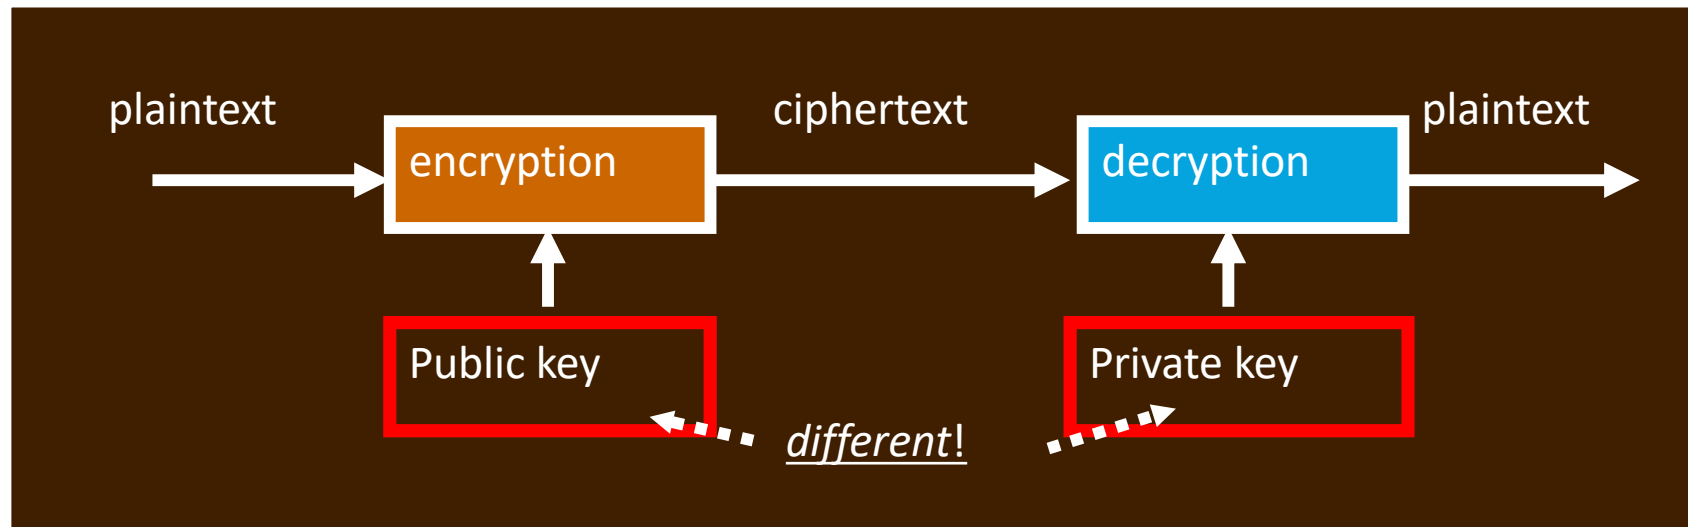 plaintext
ciphertext
plaintext
encryption
decryption
Public key
Private key
different!